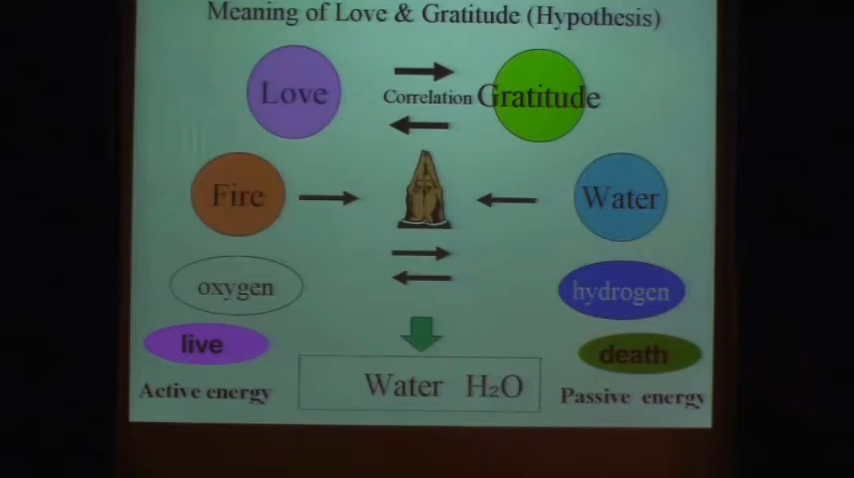 Meaning of Love & Gratitude (Hypothesis)
Love
Correlation
Gratitude
Fire
Water
oxygen
hydrogen
live
death
Active energy
Water H₂O
Passive energy